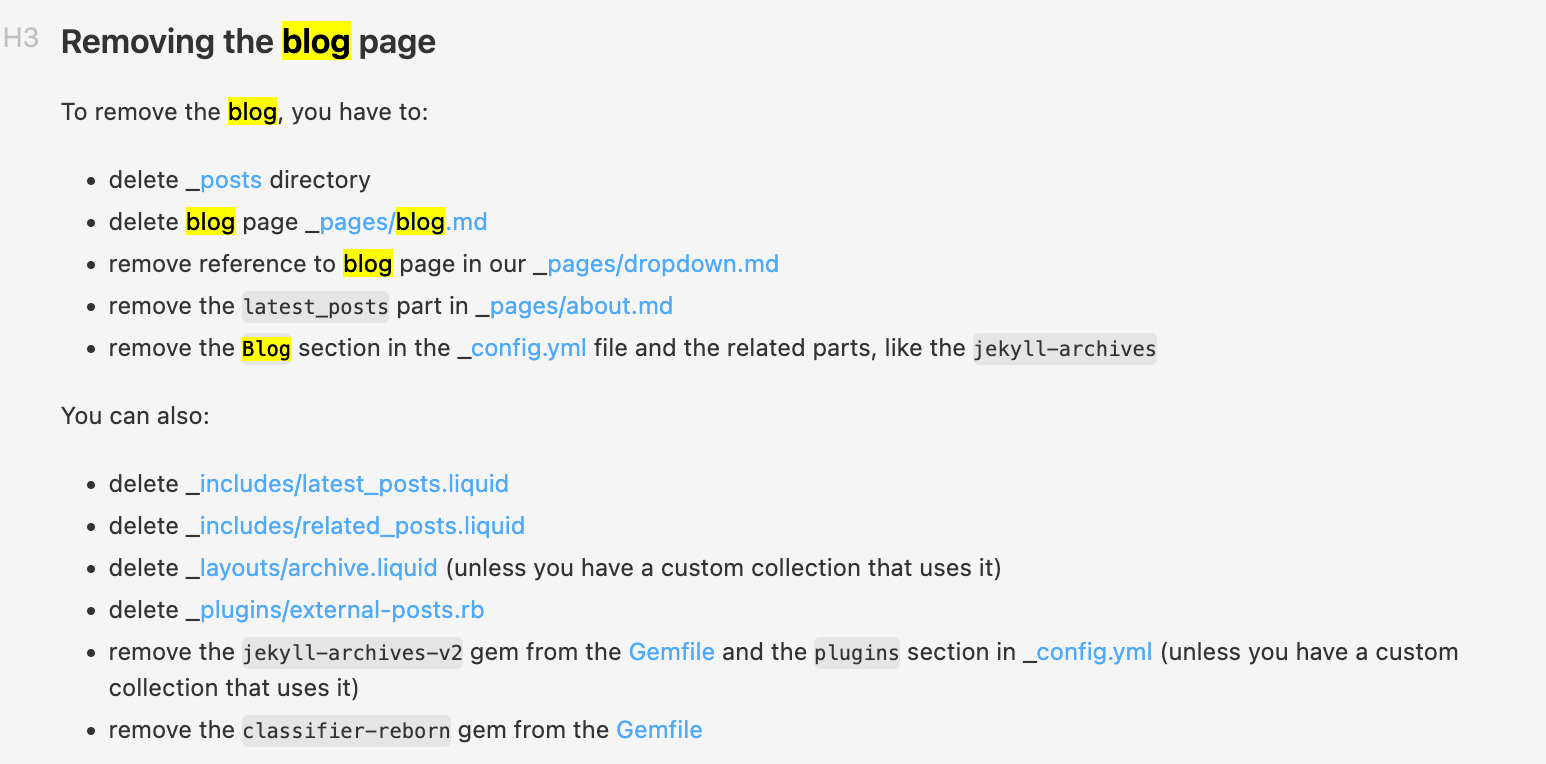 H3 Removing the blog page
To remove the blog, you have to:
• delete _posts directory
• delete blog page _pages/blog.md
• remove reference to blog page in our _pages/dropdown.md
• remove the latest_posts part in _pages/about.md
• remove the Blog section in the _config.yml file and the related parts, like the jekyll-archives
You can also:
• delete _includes/latest_posts.liquid
• delete _includes/related_posts.liquid
• delete _layouts/archive.liquid (unless you have a custom collection that uses it)
• delete _plugins/external-posts.rb
• remove the jekyll-archives-v2 gem from the Gemfile and the plugins section in _config.yml (unless you have a custom
collection that uses it)
• remove the classifier-reborn gem from the Gemfile